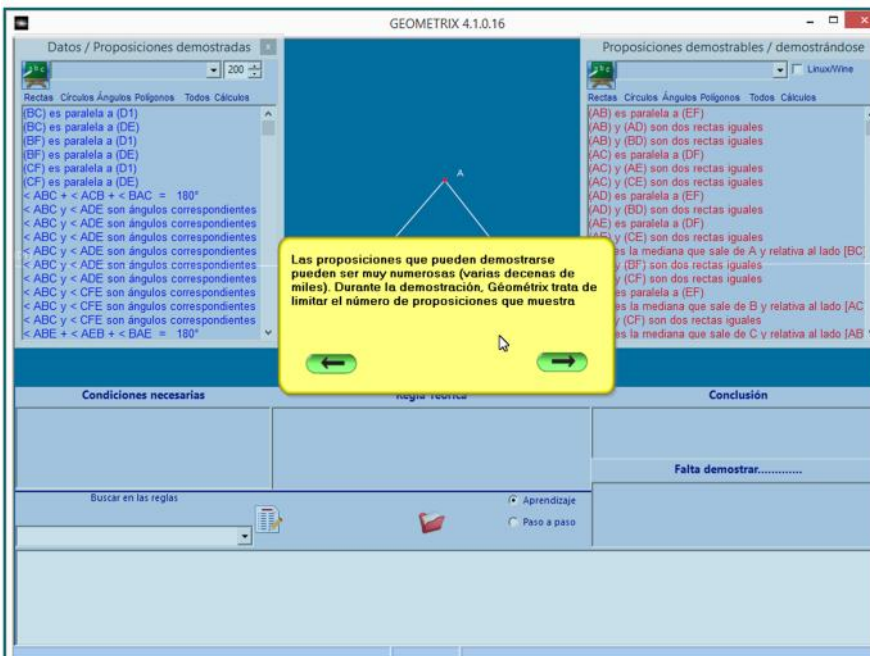 GEOMETRIX 4.1.0.16
Datos / Proposiciones demostradas
200
Rectas Círculos Ángulos Polígonos Todos Cálculos
(BC) es paralela a (D1)
(BC) es paralela a (DE)
(BF) es paralela a (D1)
(BF) es paralela a (DE)
(CF) es paralela a (D1)
(CF) es paralela a (DE)
< ABC + < ACB + < BAC = 180°
< ABC y < ADE son ángulos correspondientes
< ABC y < ADE son ángulos correspondientes
< ABC y < ADE son ángulos correspondientes
< ABC y < ADE son ángulos correspondientes
< ABC y < ADE son ángulos correspondientes
< ABC y < ADE son ángulos correspondientes
< ABC y < CFE son ángulos correspondientes
< ABC y < CFE son ángulos correspondientes
< ABC y < CFE son ángulos correspondientes
< ABE + < AEB + < BAE = 180°
A
Las proposiciones que pueden demostrarse
pueden ser muy numerosas (varias decenas de
miles). Durante la demostración, Géométrix trata de
limitar el número de proposiciones que muestra
Proposiciones demostrables / demostrándose
Linux/Wine
Rectas Círculos Ángulos Polígonos Todos Cálculos
(AB) es paralela a (EF)
(AB) y (AD) son dos rectas iguales
(AB) y (BD) son dos rectas iguales
(AC) es paralela a (DF)
(AC) y (AE) son dos rectas iguales
(AC) y (CE) son dos rectas iguales
(AD) es paralela a (EF)
(AD) y (BD) son dos rectas iguales
(AE) es paralela a (DF)
y (CE) son dos rectas iguales
es la mediana que sale de A y relativa al lado [BC]
y (BF) son dos rectas iguales
y (CF) son dos rectas iguales
es paralela a (EF)
es la mediana que sale de B y relativa al lado [AC
y (CF) son dos rectas iguales
es la mediana que sale de C y relativa al lado [AB
Condiciones necesarias
Regla Teórica
Conclusión
Falta demostrar.............
Buscar en las reglas
Aprendizaje
Paso a paso